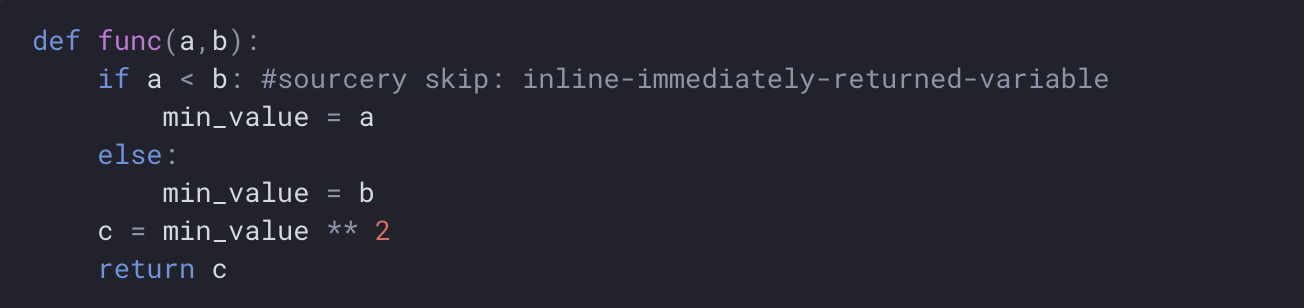 def func(a,b):
    if a < b: #sourcery skip: inline-immediately-returned-variable
        min_value = a
    else:
        min_value = b
    c = min_value ** 2
    return c